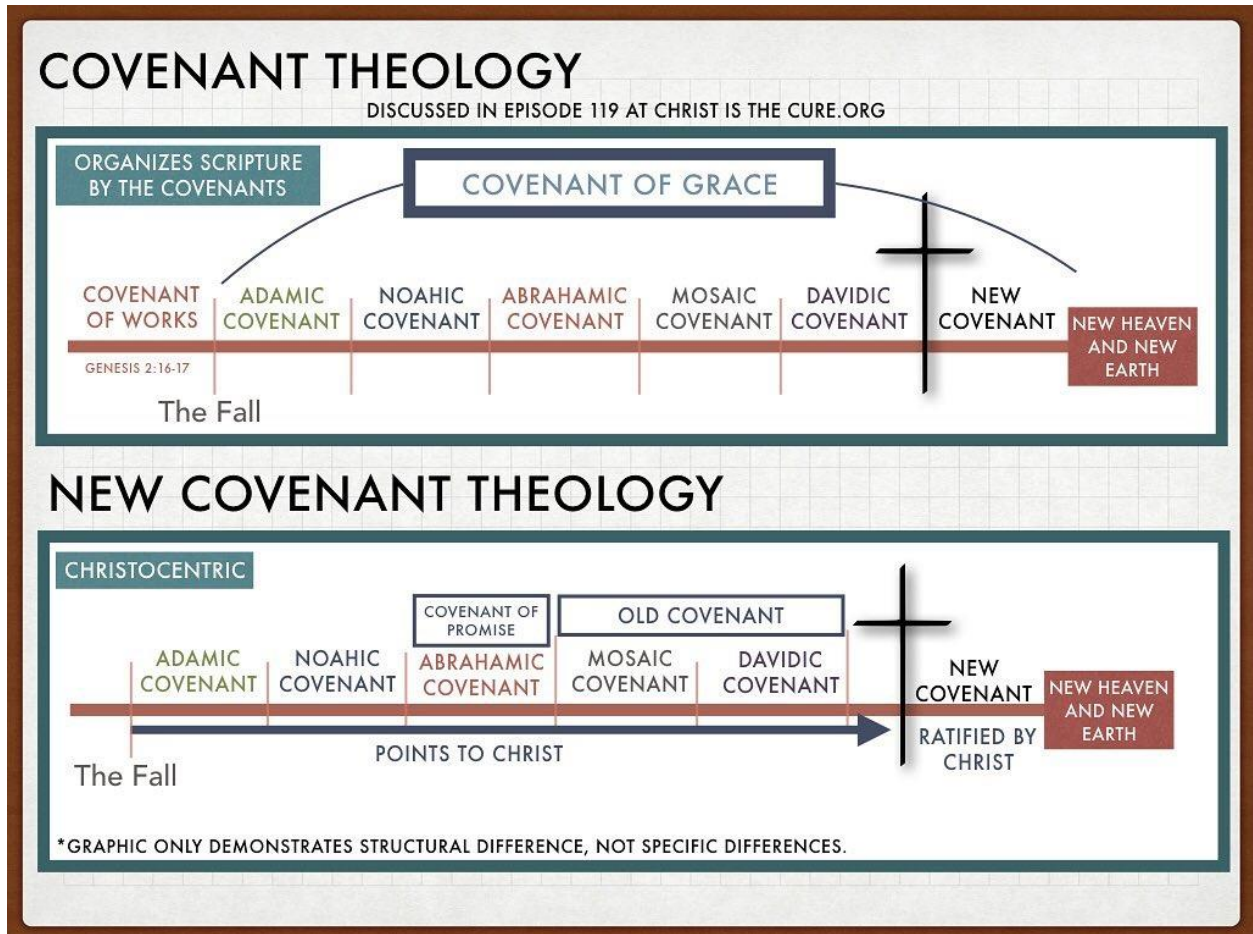 COVENANT THEOLOGY
DISCUSSED IN EPISODE 119 AT CHRIST IS THE CURE.ORG
ORGANIZES SCRIPTURE
BY THE COVENANTS
COVENANT OF GRACE
COVENANT
OF WORKS
GENESIS 2:16-17
The Fall
ADAMIC
COVENANT
NOAHIC
COVENANT
ABRAHAMIC
COVENANT
MOSAIC
COVENANT
DAVIDIC
COVENANT
NEW
COVENANT
NEW HEAVEN
AND NEW
EARTH
NEW COVENANT THEOLOGY
CHRISTOCENTRIC
COVENANT OF
PROMISE
OLD COVENANT
ADAMIC
COVENANT
NOAHIC
COVENANT
ABRAHAMIC
COVENANT
MOSAIC
COVENANT
DAVIDIC
COVENANT
NEW
COVENANT
NEW HEAVEN
AND NEW
EARTH
POINTS TO CHRIST
RATIFIED BY
CHRIST
The Fall
*GRAPHIC ONLY DEMONSTRATES STRUCTURAL DIFFERENCE, NOT SPECIFIC DIFFERENCES.